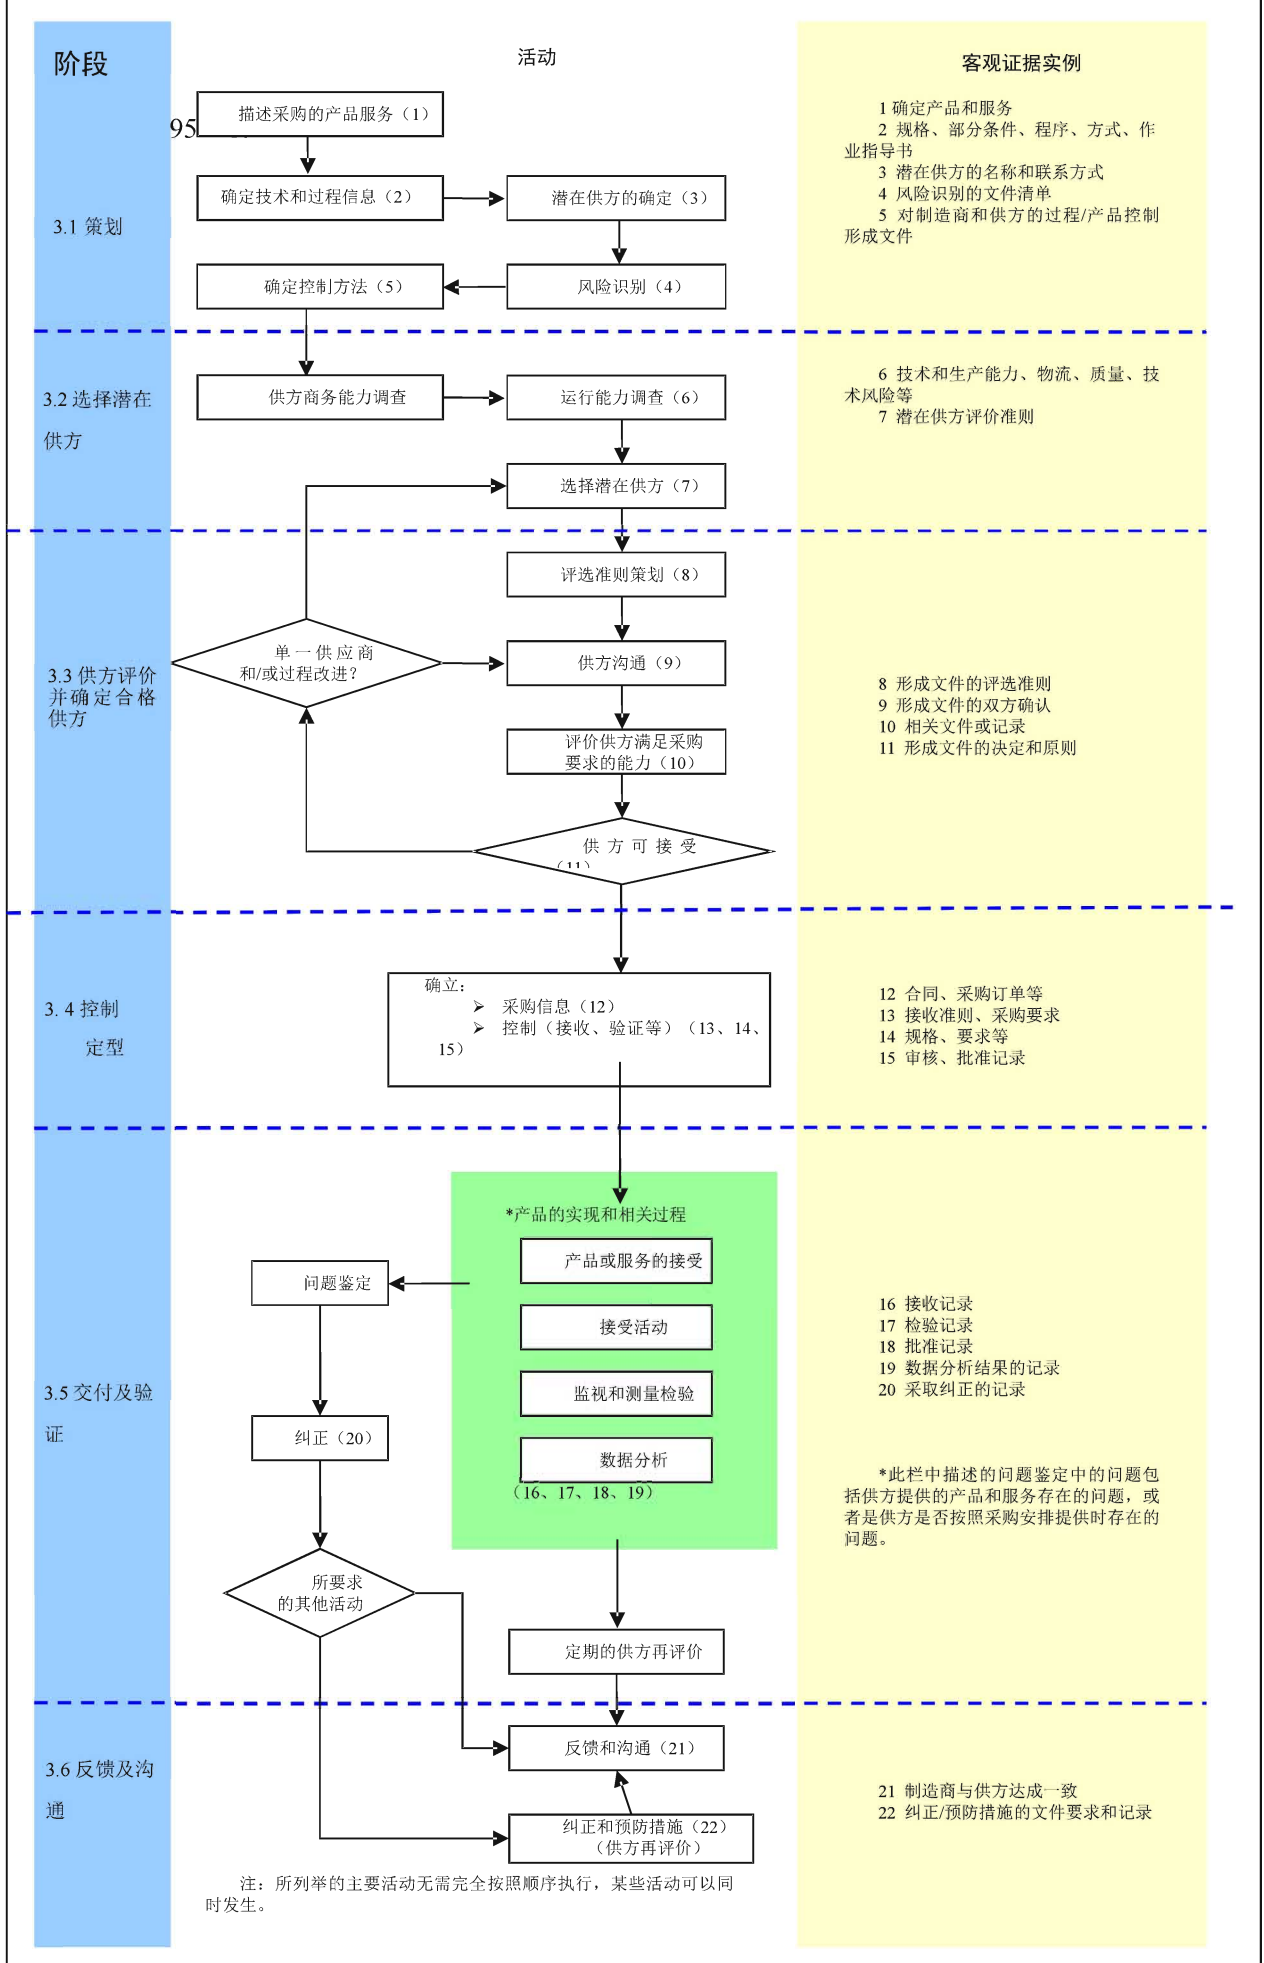 阶段
活动
客观证据实例
描述采购的产品服务（1）
95
确定技术和过程信息（2）
潜在供方的确定（3）
3.1 策划
确定控制方法（5）
风险识别（4）
1 确定产品和服务
2 规格、部分条件、程序、方式、作
业指导书
3 潜在供方的名称和联系方式
4 风险识别的文件清单
5 对制造商和供方的过程/产品控制
形成文件
3.2 选择潜在
供方
供方商务能力调查
运行能力调查（6）
选择潜在供方（7）
6 技术和生产能力、物流、质量、技
术风险等
7 潜在供方评价准则
3.3 供方评价
并确定合格
供方
评选准则策划（8）
单一供应商
和/或过程改进？
供方沟通（9）
评价供方满足采购
要求的能力（10）
供方可接受
（11）
8 形成文件的评选准则
9 形成文件的双方确认
10 相关文件或记录
11 形成文件的决定和原则
3. 4 控制
定型
确立：
➢ 采购信息（12）
➢ 控制（接收、验证等）（13、14、
15）
12 合同、采购订单等
13 接收准则、采购要求
14 规格、要求等
15 审核、批准记录
3.5 交付及验
证
*产品的实现和相关过程
产品或服务的接受
问题鉴定
接受活动
监视和测量检验
纠正（20）
数据分析
（16、17、18、19）
所要求
的其他活动
定期的供方再评价
16 接收记录
17 检验记录
18 批准记录
19 数据分析结果的记录
20 采取纠正的记录
*此栏中描述的问题鉴定中的问题包
括供方提供的产品和服务存在的问题，或
者是供方是否按照采购安排提供时存在的
问题。
3.6 反馈及沟
通
反馈和沟通（21）
纠正和预防措施（22）
（供方再评价）
21 制造商与供方达成一致
22 纠正/预防措施的文件要求和记录
注：所列举的主要活动无需完全按照顺序执行，某些活动可以同
时发生。